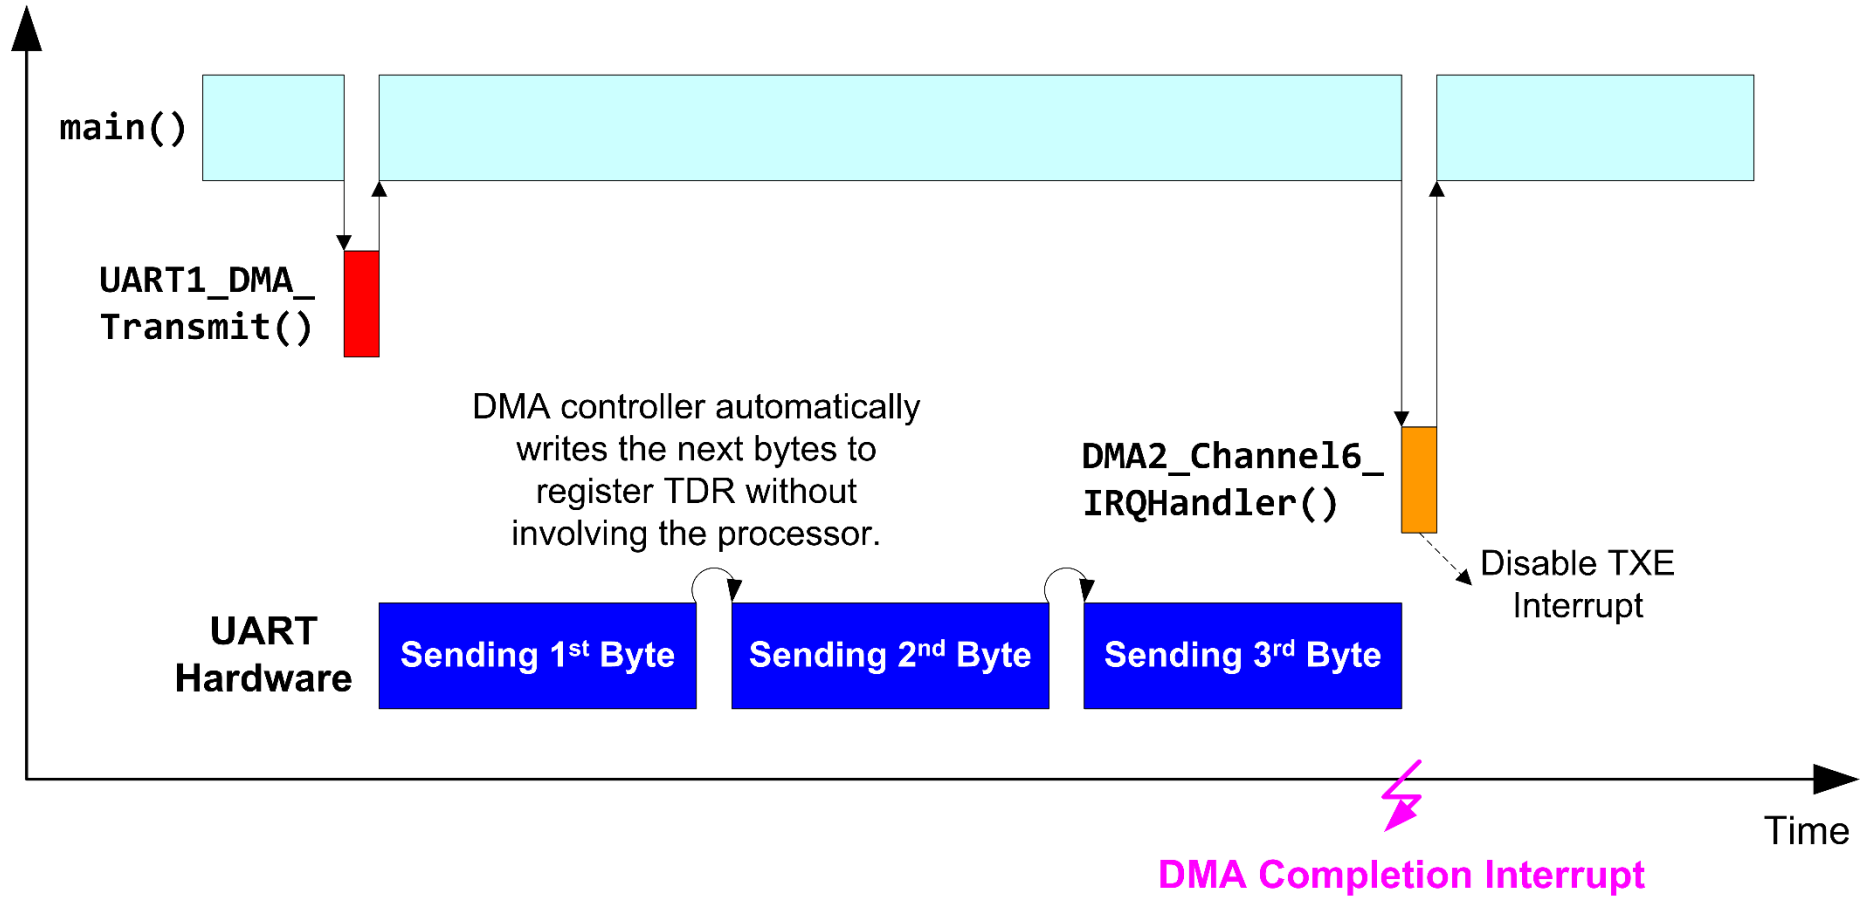 main()
UART1_DMA_
Transmit()
DMA controller automatically
writes the next bytes to
register TDR without
involving the processor.
DMA2_Channel6_
IRQHandler()
Disable TXE
Interrupt
UART
Hardware
Sending 1st Byte
Sending 2nd Byte
Sending 3rd Byte
Time
DMA Completion Interrupt